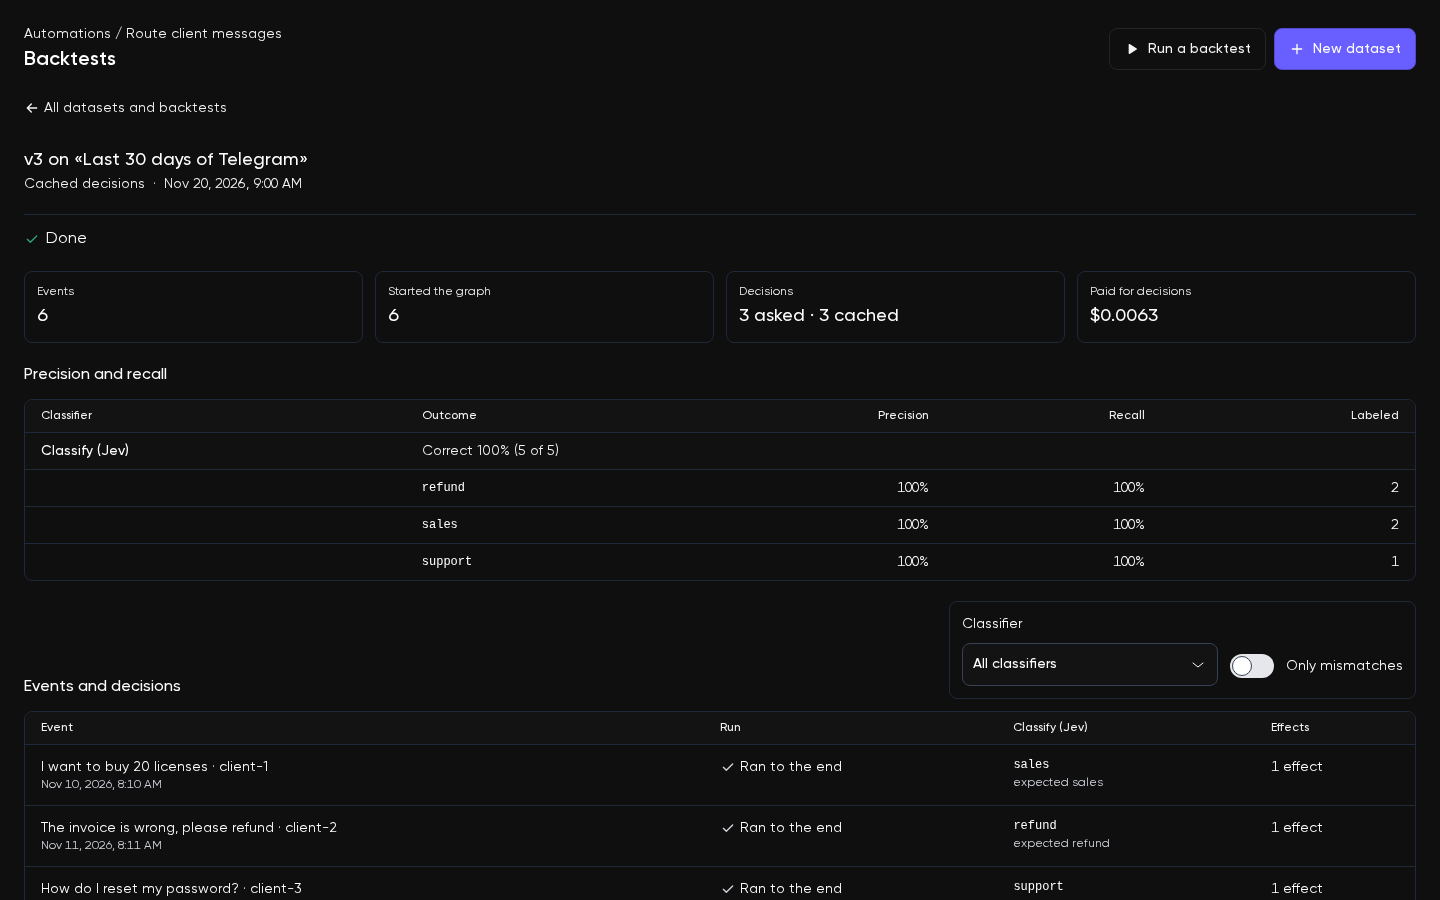 Automations / Route client messages
Backtests
Run a backtest
New dataset
All datasets and backtests
v3 on «Last 30 days of Telegram»
Cached decisions · Nov 20, 2026, 9:00 AM
Done
Events
6
Started the graph
6
Decisions
3 asked · 3 cached
Paid for decisions
$0.0063
Precision and recall
Classifier Outcome Precision Recall Labeled
Classify (Jev) Correct 100% (5 of 5)
refund 100% 100% 2
sales 100% 100% 2
support 100% 100% 1
Classifier
All classifiers
Only mismatches
Events and decisions
Event Run Classify (Jev) Effects
I want to buy 20 licenses · client-1 Ran to the end sales 1 effect
Nov 10, 2026, 8:10 AM expected sales
The invoice is wrong, please refund · client-2 Ran to the end refund 1 effect
Nov 11, 2026, 8:11 AM expected refund
How do I reset my password? · client-3 Ran to the end support 1 effect